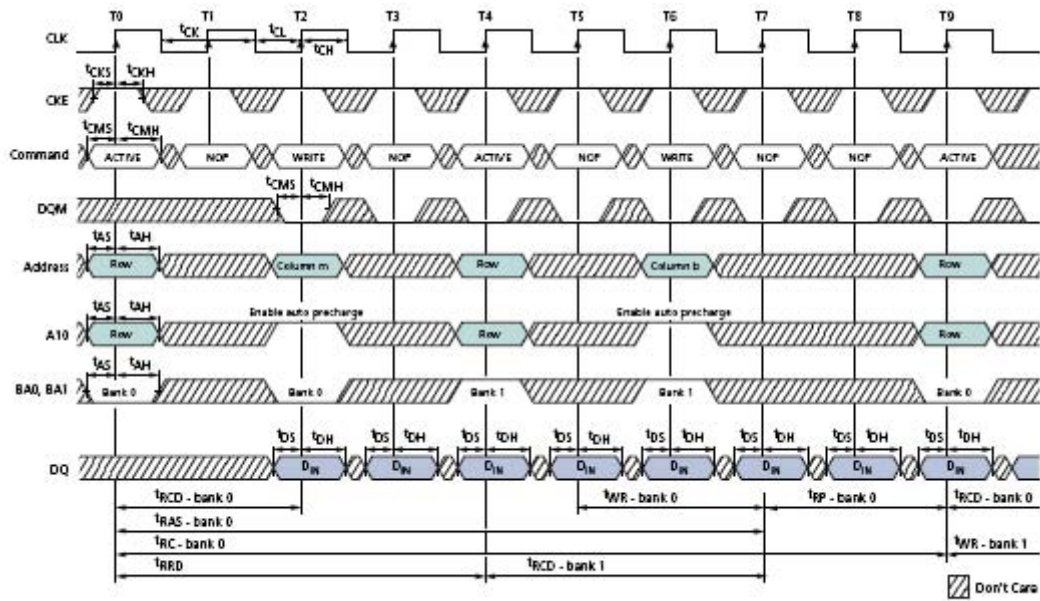 T0 T1 T2 T3 T4 T5 T6 T7 T8 T9
CLK
tCK tCL tCH
tCKS tCKH
CKE
tCMS tCMH
Command ACTIVE NOP WRITE NOP ACTIVE NOP WRITE NOP NOP ACTIVE
tCMS tCMH
DQM
tAS tAH
Address Row Column m Row Column b Row
tAS tAH Enable auto precharge Enable auto precharge
A10 Row Row Row
tAS tAH
BA0, BA1 Bank 0 Bank 0 Bank 1 Bank 1 Bank 0
tDS tDH tDS tDH tDS tDH tDS tDH tDS tDH tDS tDH tDS tDH tDS tDH
DQ DIN DIN DIN DIN DIN DIN DIN DIN
tRCD - bank 0 tWR - bank 0 tRP - bank 0 tRCD - bank 0
tRAS - bank 0
tRC - bank 0 tWR - bank 1
tRRD tRCD - bank 1
Don't Care